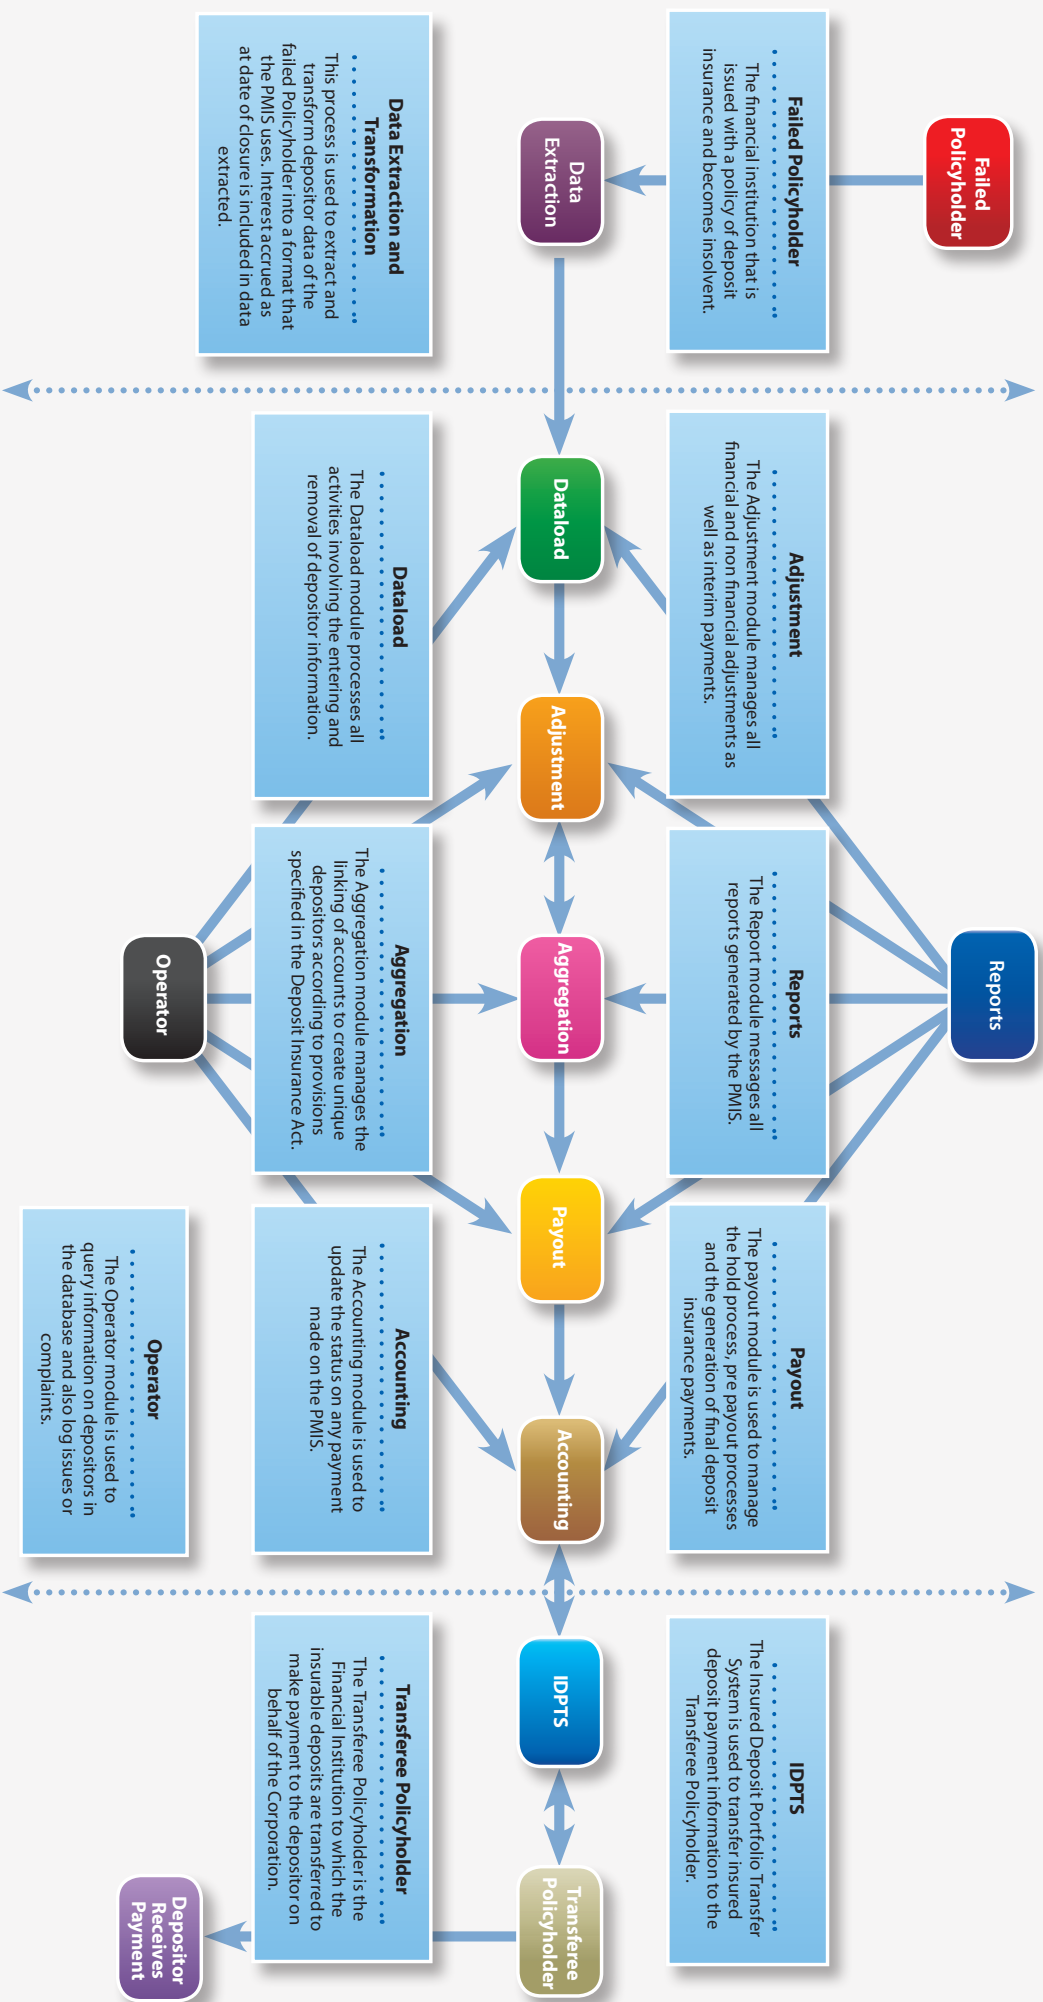 Failed
Policyholder
Failed Policyholder
The financial institution that is
issued with a policy of deposit
insurance and becomes insolvent.
Data
Extraction
Data Extraction and
Transformation
This process is used to extract and
transform depositor data of the
failed Policyholder into a format that
the PMIS uses. Interest accrued as
at date of closure is included in data
extracted.
Reports
Adjustment
The Adjustment module manages all
financial and non financial adjustments as
well as interim payments.
Reports
The Report module messages all
reports generated by the PMIS.
Payout
The payout module is used to manage
the hold process, pre payout processes
and the generation of final deposit
insurance payments.
Dataload
Adjustment
Aggregation
Payout
Accounting
Dataload
The Dataload module processes all
activities involving the entering and
removal of depositor information.
Aggregation
The Aggregation module manages the
linking of accounts to create unique
depositors according to provisions
specified in the Deposit Insurance Act.
Accounting
The Accounting module is used to
update the status on any payment
made on the PMIS.
Operator
Operator
The Operator module is used to
query information on depositors in
the database and also log issues or
complaints.
IDPTS
The Insured Deposit Portfolio Transfer
System is used to transfer insured
deposit payment information to the
Transferee Policyholder.
IDPTS
Transferee
Policyholder
Transferee Policyholder
The Transferee Policyholder is the
Financial Institution to which the
insurable deposits are transferred to
make payment to the depositor on
behalf of the Corporation.
Depositor
Receives
Payment